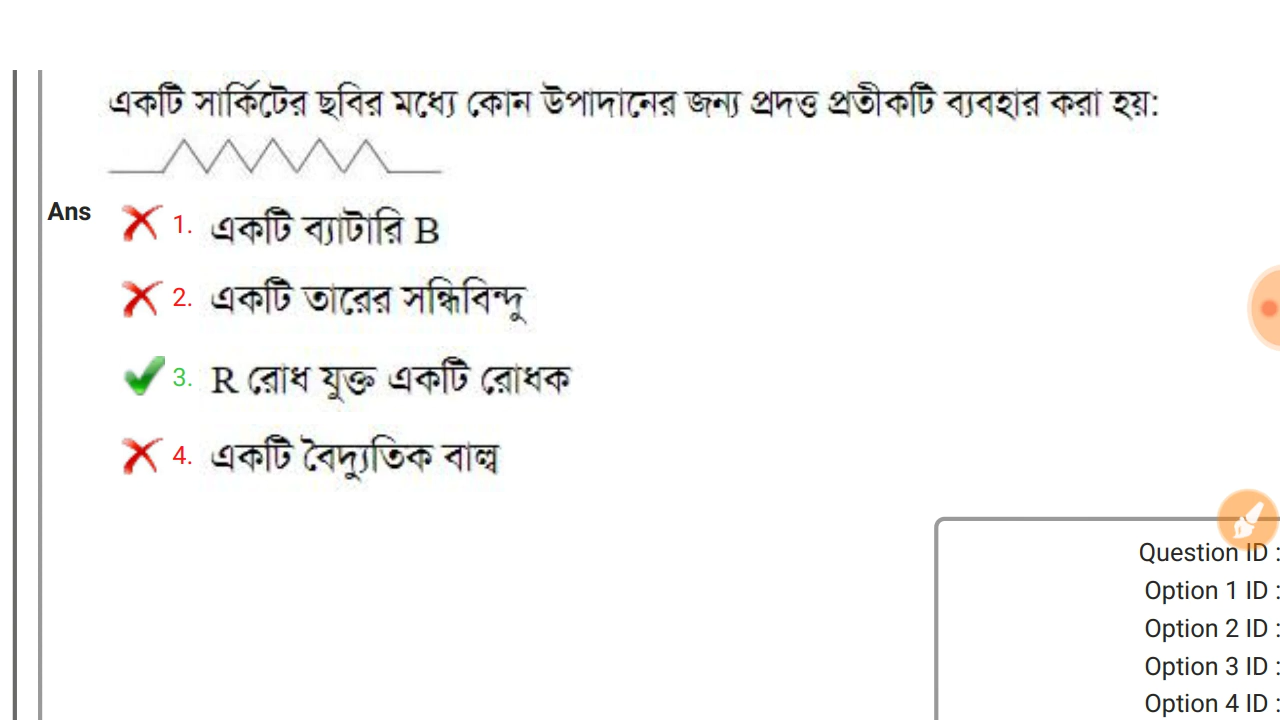 একটি সার্কিটের ছবির মধ্যে কোন উপাদানের জন্য প্রদত্ত প্রতীকটি ব্যবহার করা হয়:
Ans
1. একটি ব্যাটারি B
2. একটি তারের সন্ধিবিন্দু
3. R রোধ যুক্ত একটি রোধক
4. একটি বৈদ্যুতিক বাল্ব
Question ID :
Option 1 ID :
Option 2 ID :
Option 3 ID :
Option 4 ID :